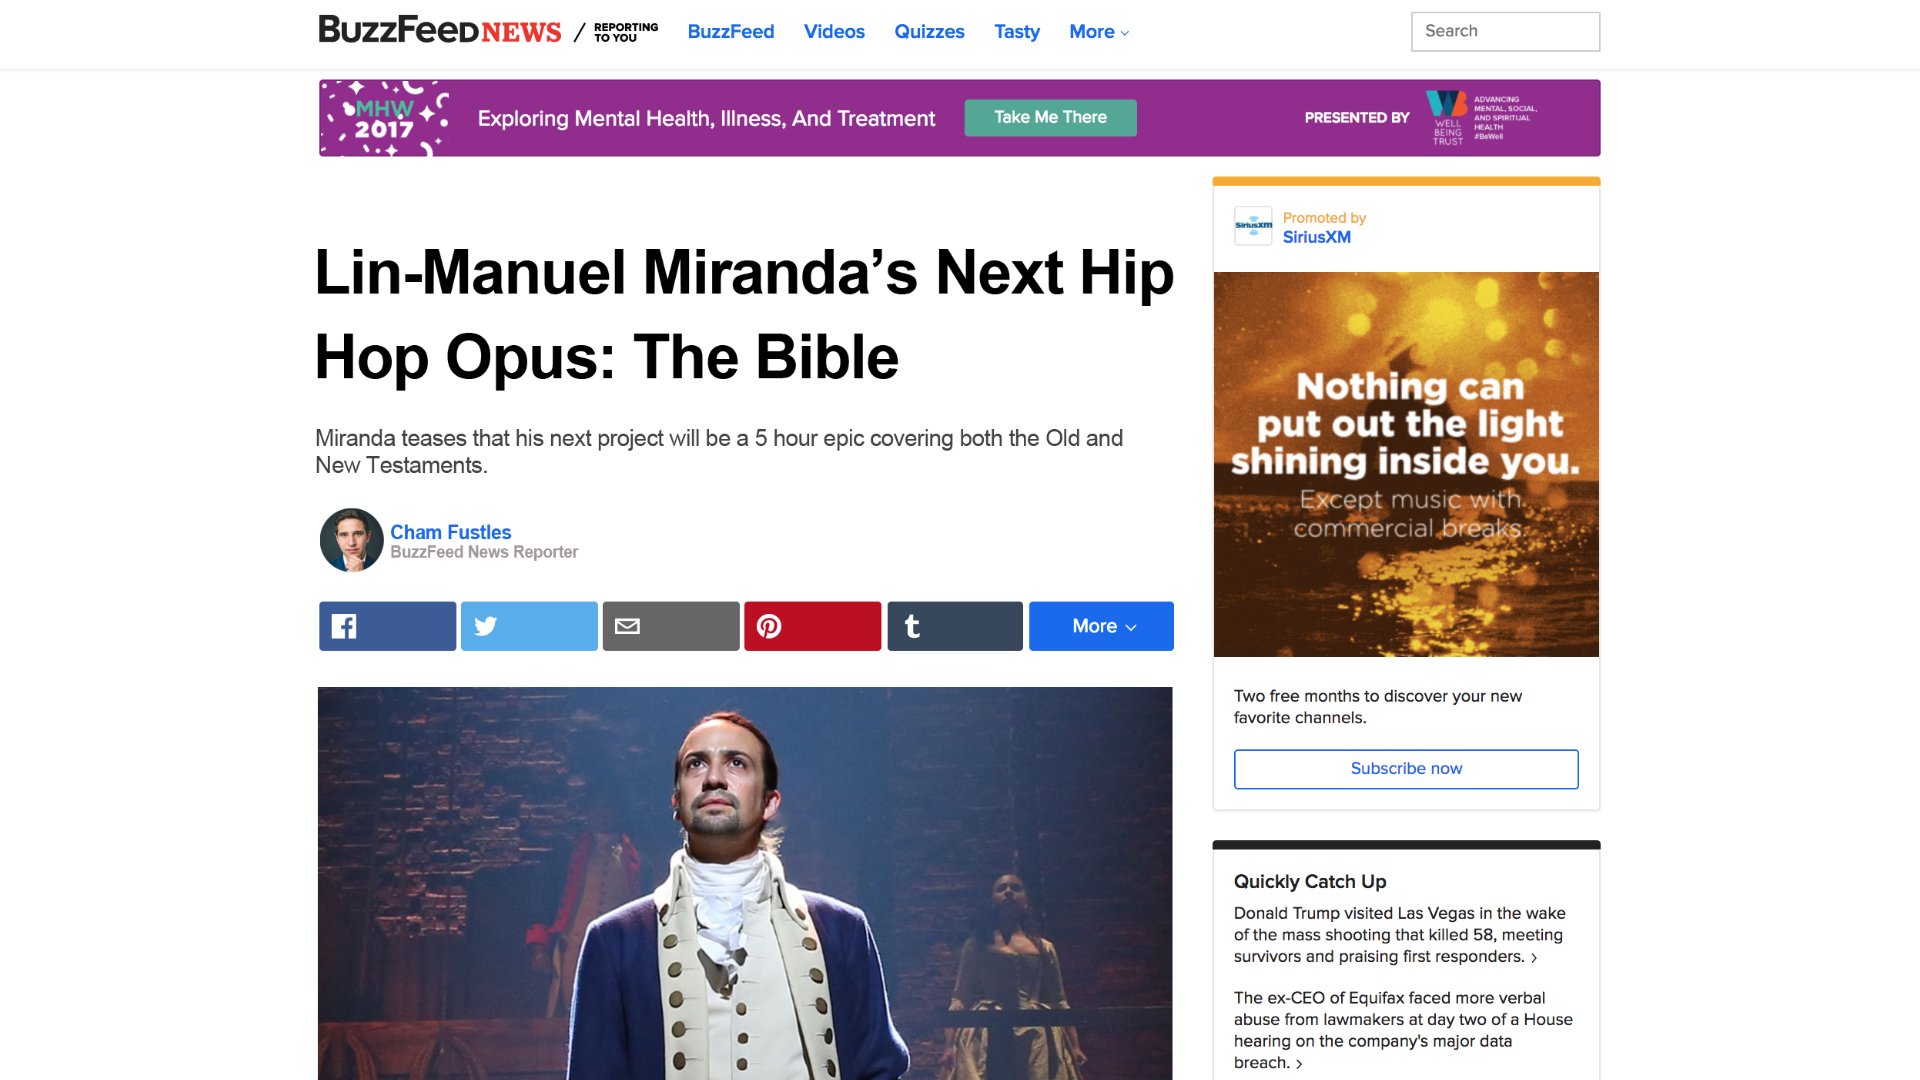 BuzzFeed NEWS / REPORTING TO YOU
BuzzFeed Videos Quizzes Tasty More
Search
MHW
2017
Exploring Mental Health, Illness, And Treatment
Take Me There
PRESENTED BY
WELL
BEING
TRUST
ADVANCING
MENTAL, SOCIAL,
AND SPIRITUAL
HEALTH
#BeWell
Lin-Manuel Miranda’s Next Hip
Hop Opus: The Bible
Miranda teases that his next project will be a 5 hour epic covering both the Old and
New Testaments.
Cham Fustles
BuzzFeed News Reporter
More
SiriusXM
Promoted by
SiriusXM
Nothing can
put out the light
shining inside you.
Except music with
commercial breaks.
Two free months to discover your new
favorite channels.
Subscribe now
Quickly Catch Up
Donald Trump visited Las Vegas in the wake
of the mass shooting that killed 58, meeting
survivors and praising first responders. ›
The ex-CEO of Equifax faced more verbal
abuse from lawmakers at day two of a House
hearing on the company's major data
breach. ›